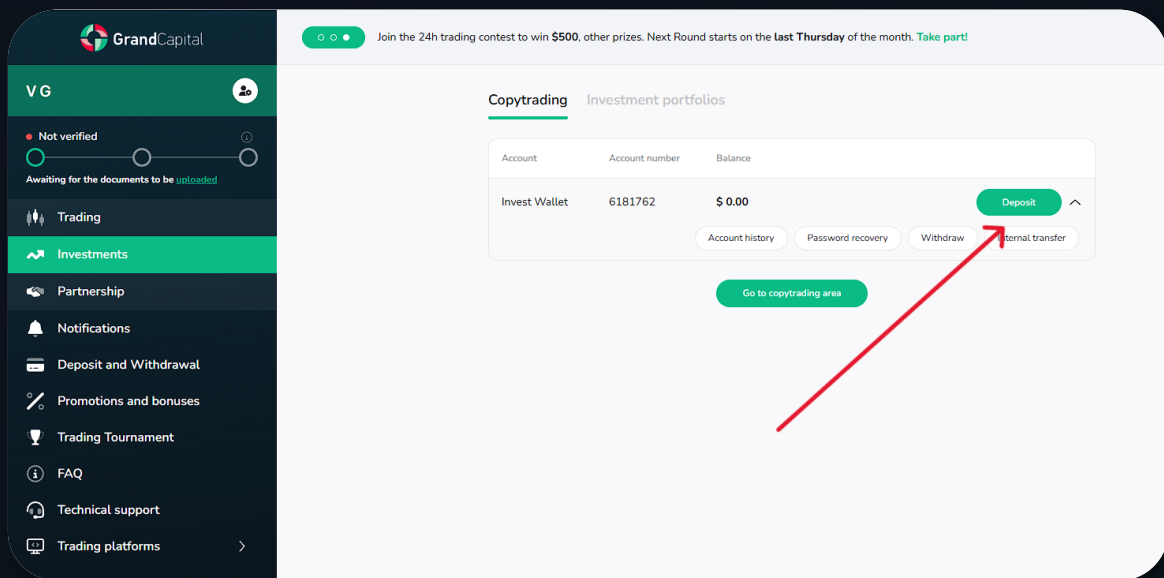 GrandCapital
Join the 24h trading contest to win $500, other prizes. Next Round starts on the last Thursday of the month. Take part!
V G
Not verified
Awaiting for the documents to be uploaded
Trading
Investments
Partnership
Notifications
Deposit and Withdrawal
Promotions and bonuses
Trading Tournament
FAQ
Technical support
Trading platforms
Copytrading Investment portfolios
Account Account number Balance
Invest Wallet 6181762 $ 0.00 Deposit
Account history Password recovery Withdraw Internal transfer
Go to copytrading area